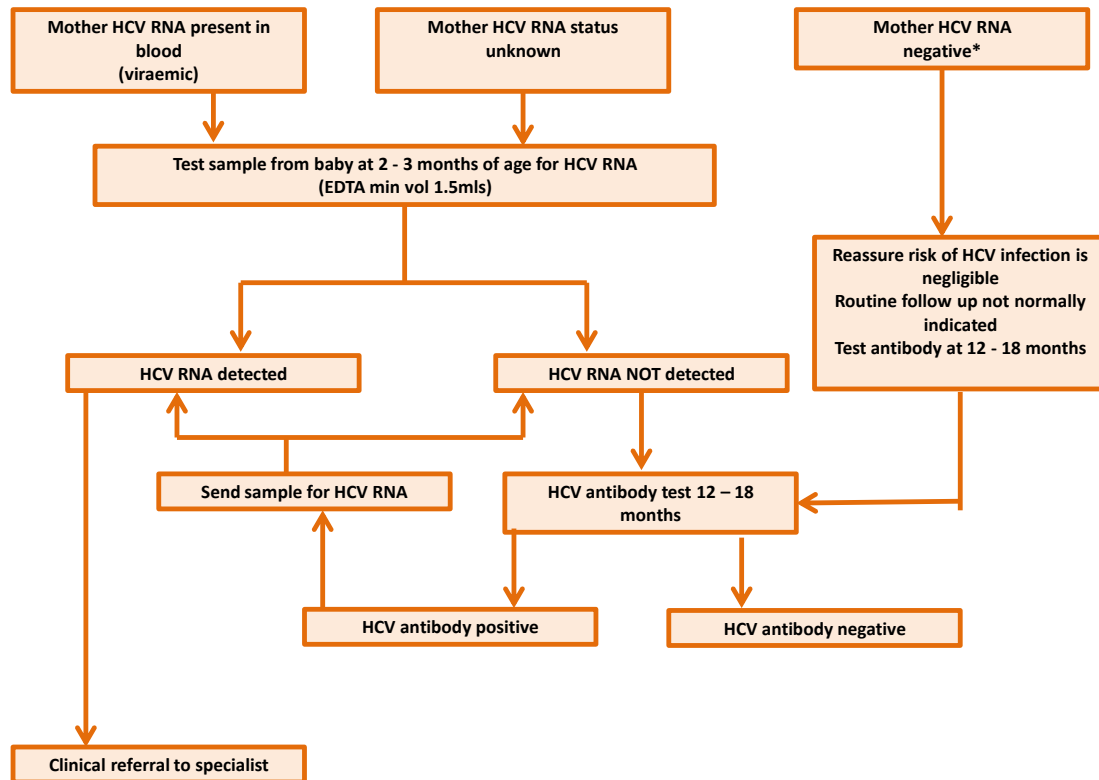 Mother HCV RNA present in
blood
(viraemic)
Mother HCV RNA status
unknown
Mother HCV RNA
negative*
Test sample from baby at 2 - 3 months of age for HCV RNA
(EDTA min vol 1.5mls)
Reassure risk of HCV infection is
negligible
Routine follow up not normally
indicated
Test antibody at 12 - 18 months
HCV RNA detected
HCV RNA NOT detected
Send sample for HCV RNA
HCV antibody test 12 – 18
months
HCV antibody positive
HCV antibody negative
Clinical referral to specialist